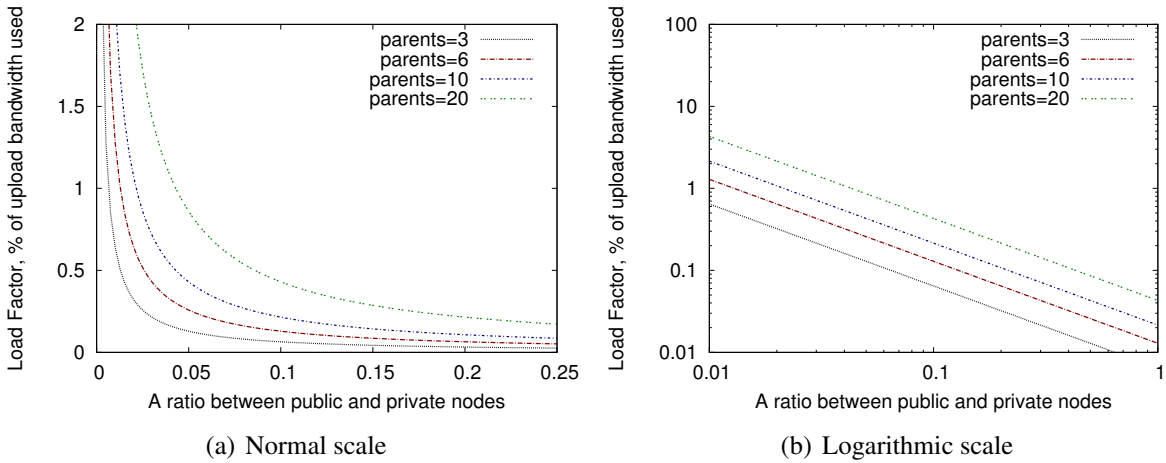 Load Factor, % of upload bandwidth used
2
1.5
1
0.5
0
0
0.05
0.1
0.15
0.2
0.25
parents=3
parents=6
parents=10
parents=20
A ratio between public and private nodes
(a) Normal scale
Load Factor, % of upload bandwidth used
100
10
1
0.1
0.01
0.01
0.1
1
parents=3
parents=6
parents=10
parents=20
A ratio between public and private nodes
(b) Logarithmic scale